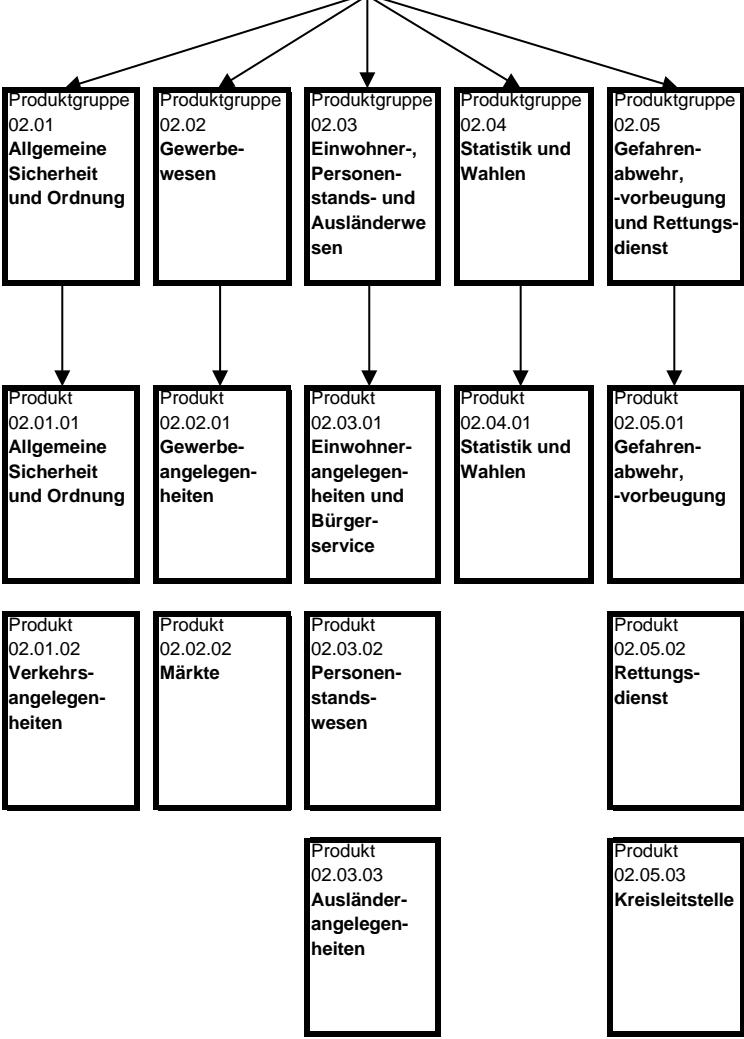 Produktgruppe
02.01
Allgemeine
Sicherheit
und Ordnung
Produktgruppe
02.02
Gewerbe-
wesen
Produktgruppe
02.03
Einwohner-,
Personen-
stands- und
Ausländerwe
sen
Produktgruppe
02.04
Statistik und
Wahlen
Produktgruppe
02.05
Gefahren-
abwehr,
-vorbeugung
und Rettungs-
dienst
Produkt
02.01.01
Allgemeine
Sicherheit
und Ordnung
Produkt
02.02.01
Gewerbe-
angelegen-
heiten
Produkt
02.03.01
Einwohner-
angelegen-
heiten und
Bürger-
service
Produkt
02.04.01
Statistik und
Wahlen
Produkt
02.05.01
Gefahren-
abwehr,
-vorbeugung
Produkt
02.01.02
Verkehrs-
angelegen-
heiten
Produkt
02.02.02
Märkte
Produkt
02.03.02
Personen-
stands-
wesen
Produkt
02.05.02
Rettungs-
dienst
Produkt
02.03.03
Ausländer-
angelegen-
heiten
Produkt
02.05.03
Kreisleitstelle